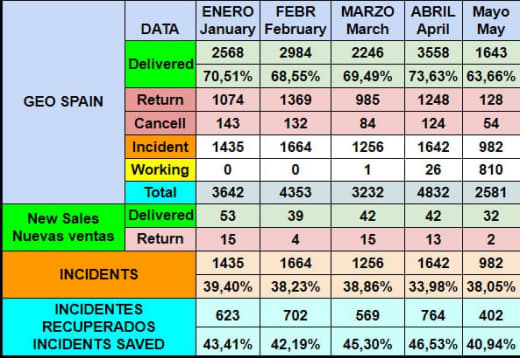 DATA ENERO FEBR MARZO ABRIL Mayo
January February March April May
GEO SPAIN
Delivered 2568 2984 2246 3558 1643
70,51% 68,55% 69,49% 73,63% 63,66%
Return 1074 1369 985 1248 128
Cancell 143 132 84 124 54
Incident 1435 1664 1256 1642 982
Working 0 0 1 26 810
Total 3642 4353 3232 4832 2581
New Sales Delivered 53 39 42 42 32
Nuevas ventas Return 15 4 15 13 2
INCIDENTS 1435 1664 1256 1642 982
39,40% 38,23% 38,86% 33,98% 38,05%
INCIDENTES
RECUPERADOS 623 702 569 764 402
INCIDENTS SAVED 43,41% 42,19% 45,30% 46,53% 40,94%